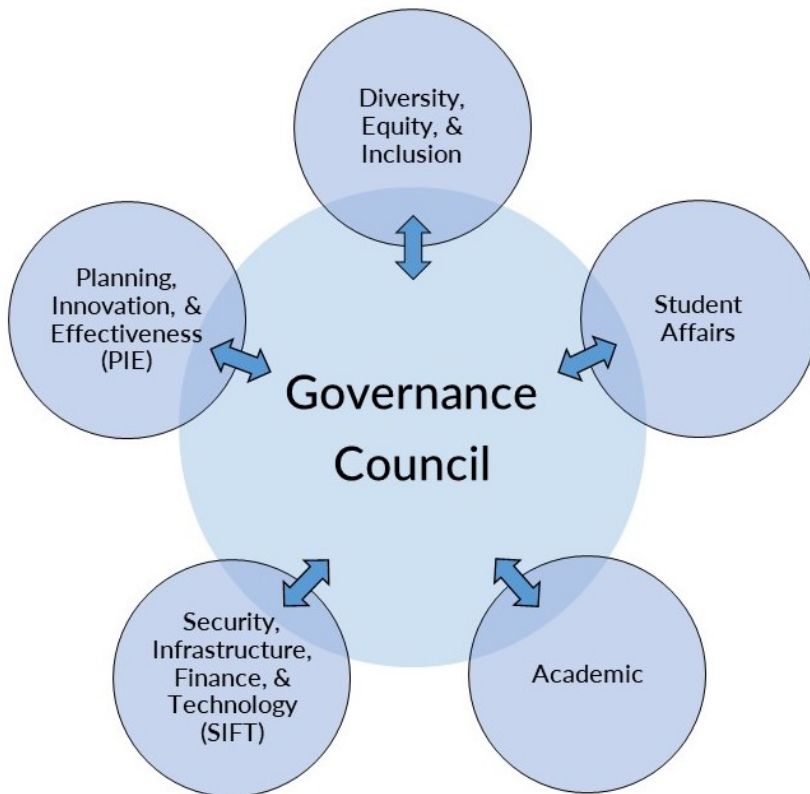 Diversity,
Equity, &
Inclusion
Planning,
Innovation, &
Effectiveness
(PIE)
Student
Affairs
Governance
Council
Security,
Infrastructure,
Finance, &
Technology
(SIFT)
Academic